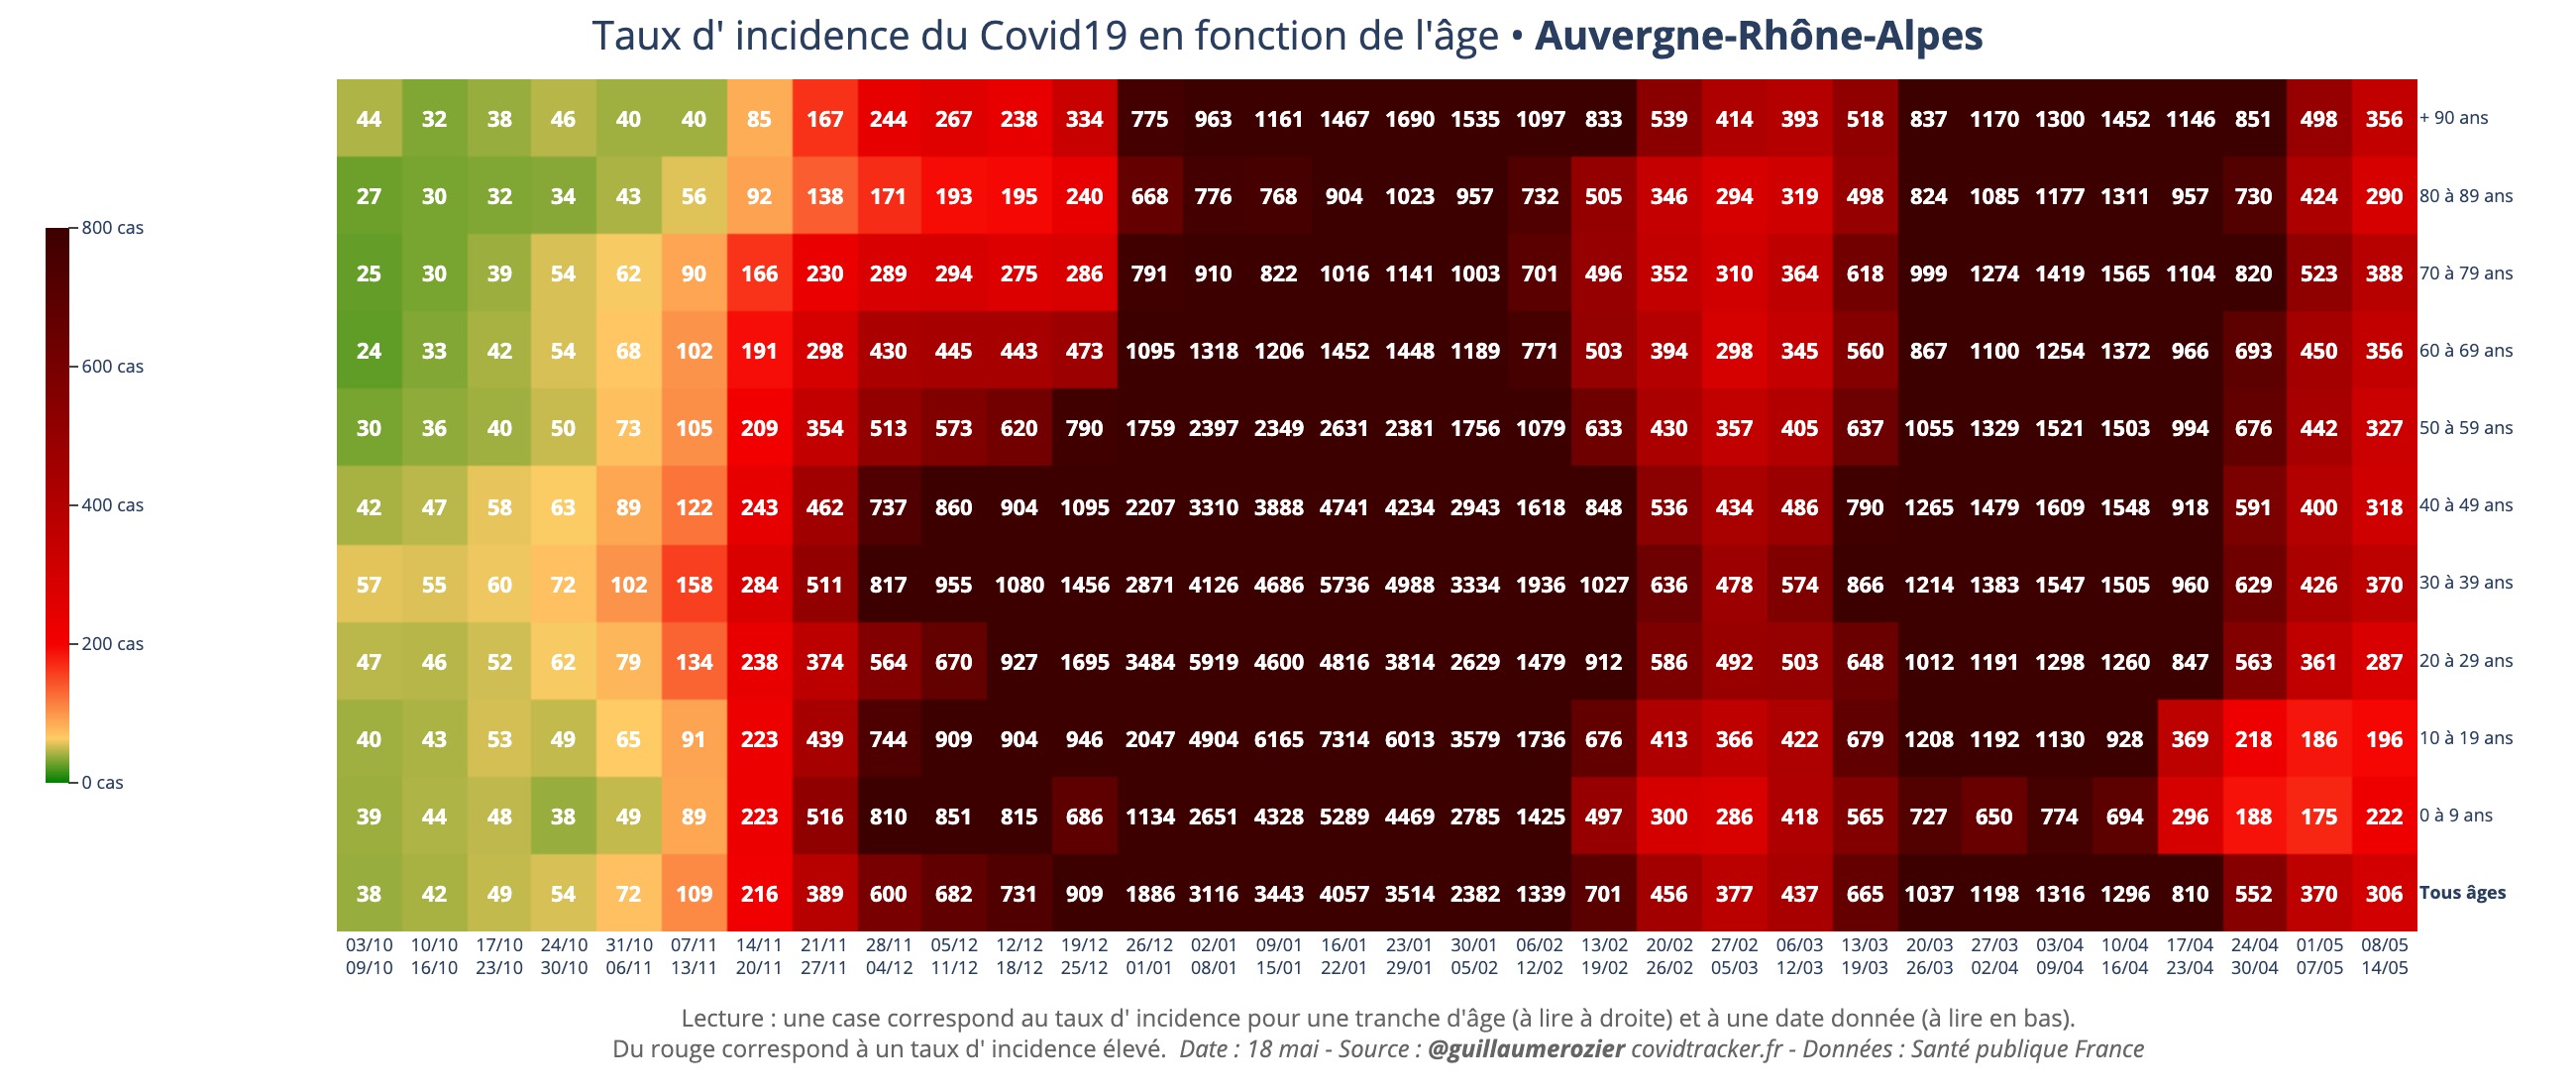 Taux d' incidence du Covid19 en fonction de l'âge • Auvergne-Rhône-Alpes
800 cas
600 cas
400 cas
200 cas
0 cas
44 32 38 46 40 40 85 167 244 267 238 334 775 963 1161 1467 1690 1535 1097 833 539 414 393 518 837 1170 1300 1452 1146 851 498 356 + 90 ans
27 30 32 34 43 56 92 138 171 193 195 240 668 776 768 904 1023 957 732 505 346 294 319 498 824 1085 1177 1311 957 730 424 290 80 à 89 ans
25 30 39 54 62 90 166 230 289 294 275 286 791 910 822 1016 1141 1003 701 496 352 310 364 618 999 1274 1419 1565 1104 820 523 388 70 à 79 ans
24 33 42 54 68 102 191 298 430 445 443 473 1095 1318 1206 1452 1448 1189 771 503 394 298 345 560 867 1100 1254 1372 966 693 450 356 60 à 69 ans
30 36 40 50 73 105 209 354 513 573 620 790 1759 2397 2349 2631 2381 1756 1079 633 430 357 405 637 1055 1329 1521 1503 994 676 442 327 50 à 59 ans
42 47 58 63 89 122 243 462 737 860 904 1095 2207 3310 3888 4741 4234 2943 1618 848 536 434 486 790 1265 1479 1609 1548 918 591 400 318 40 à 49 ans
57 55 60 72 102 158 284 511 817 955 1080 1456 2871 4126 4686 5736 4988 3334 1936 1027 636 478 574 866 1214 1383 1547 1505 960 629 426 370 30 à 39 ans
47 46 52 62 79 134 238 374 564 670 927 1695 3484 5919 4600 4816 3814 2629 1479 912 586 492 503 648 1012 1191 1298 1260 847 563 361 287 20 à 29 ans
40 43 53 49 65 91 223 439 744 909 904 946 2047 4904 6165 7314 6013 3579 1736 676 413 366 422 679 1208 1192 1130 928 369 218 186 196 10 à 19 ans
39 44 48 38 49 89 223 516 810 851 815 686 1134 2651 4328 5289 4469 2785 1425 497 300 286 418 565 727 650 774 694 296 188 175 222 0 à 9 ans
38 42 49 54 72 109 216 389 600 682 731 909 1886 3116 3443 4057 3514 2382 1339 701 456 377 437 665 1037 1198 1316 1296 810 552 370 306 Tous âges
03/10 10/10 17/10 24/10 31/10 07/11 14/11 21/11 28/11 05/12 12/12 19/12 26/12 02/01 09/01 16/01 23/01 30/01 06/02 13/02 20/02 27/02 06/03 13/03 20/03 27/03 03/04 10/04 17/04 24/04 01/05 08/05
09/10 16/10 23/10 30/10 06/11 13/11 20/11 27/11 04/12 11/12 18/12 25/12 01/01 08/01 15/01 22/01 29/01 05/02 12/02 19/02 26/02 05/03 12/03 19/03 26/03 02/04 09/04 16/04 23/04 30/04 07/05 14/05
Lecture : une case correspond au taux d' incidence pour une tranche d'âge (à lire à droite) et à une date donnée (à lire en bas).
Du rouge correspond à un taux d' incidence élevé. Date : 18 mai - Source : @guillaumerozier covidtracker.fr - Données : Santé publique France